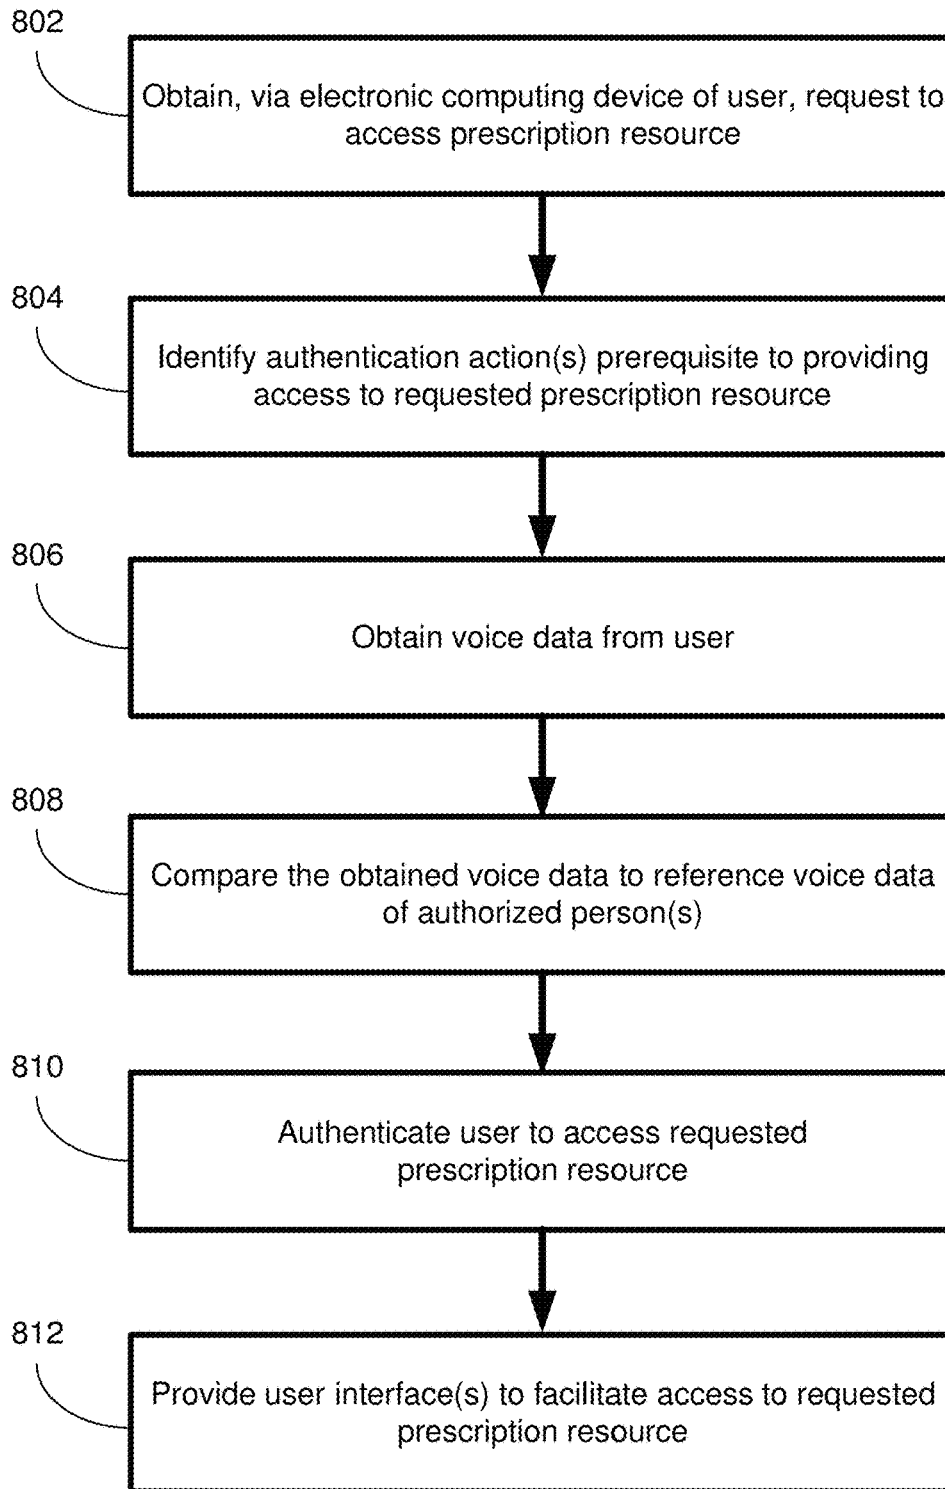 802
Obtain, via electronic computing device of user, request to
access prescription resource
804
Identify authentication action(s) prerequisite to providing
access to requested prescription resource
806
Obtain voice data from user
808
Compare the obtained voice data to reference voice data
of authorized person(s)
810
Authenticate user to access requested
prescription resource
812
Provide user interface(s) to facilitate access to requested
prescription resource